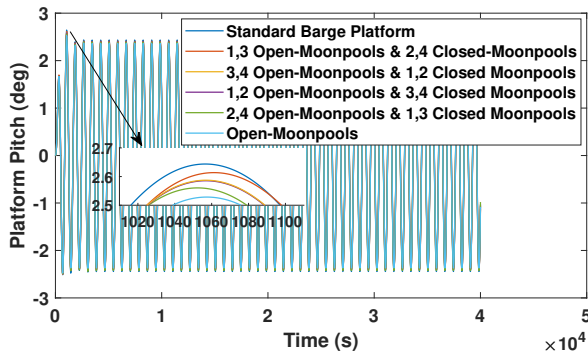 3
2
1
0
-1
-2
-3
Platform Pitch (deg)
Standard Barge Platform
1,3 Open-Moonpools & 2,4 Closed-Moonpools
3,4 Open-Moonpools & 1,2 Closed Moonpools
1,2 Open-Moonpools & 3,4 Closed Moonpools
2,4 Open-Moonpools & 1,3 Closed Moonpools
Open-Moonpools
2.7
2.6
2.5
1020 1040 1060 1080 1100
0 1 2 3 4 5
Time (s)
×10⁴